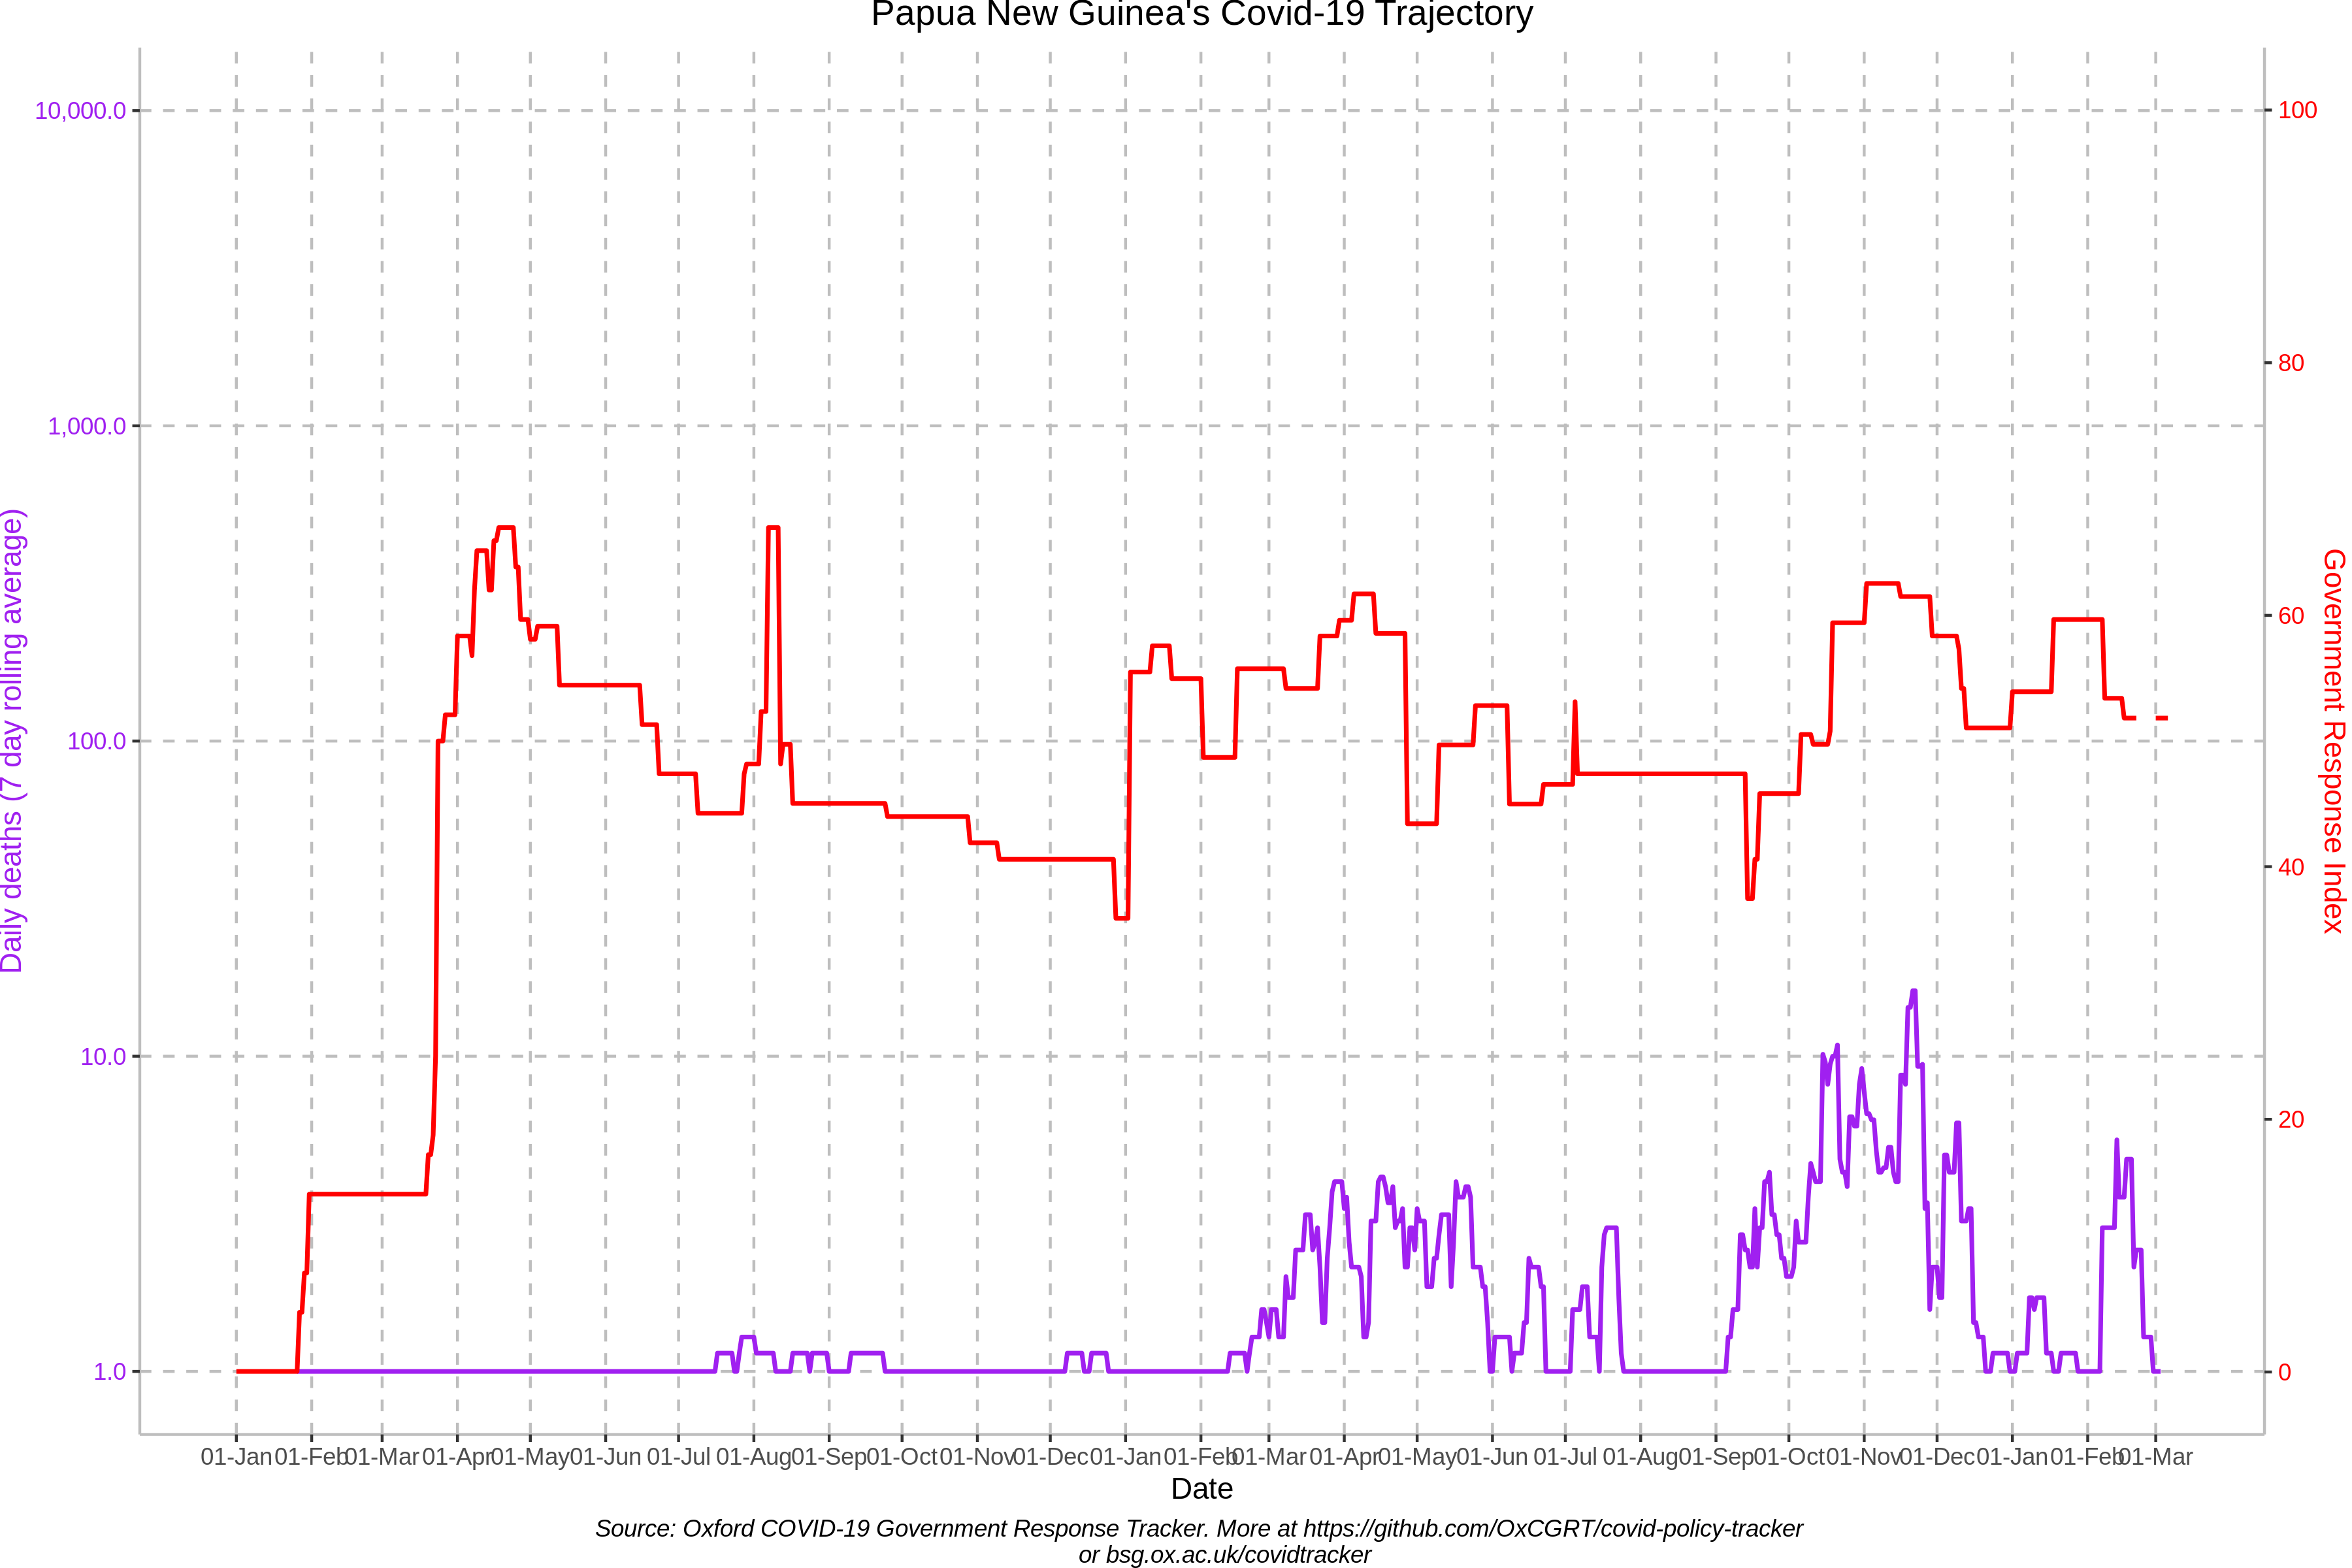 Papua New Guinea's Covid-19 Trajectory
10,000.0
1,000.0
100.0
10.0
1.0
Daily deaths (7 day rolling average)
100
80
60
40
20
0
Government Response Index
01-Jan 01-Feb 01-Mar 01-Apr 01-May 01-Jun 01-Jul 01-Aug 01-Sep 01-Oct 01-Nov 01-Dec 01-Jan 01-Feb 01-Mar 01-Apr 01-May 01-Jun 01-Jul 01-Aug 01-Sep 01-Oct 01-Nov 01-Dec 01-Jan 01-Feb 01-Mar
Date
Source: Oxford COVID-19 Government Response Tracker. More at https://github.com/OxCGRT/covid-policy-tracker
or bsg.ox.ac.uk/covidtracker